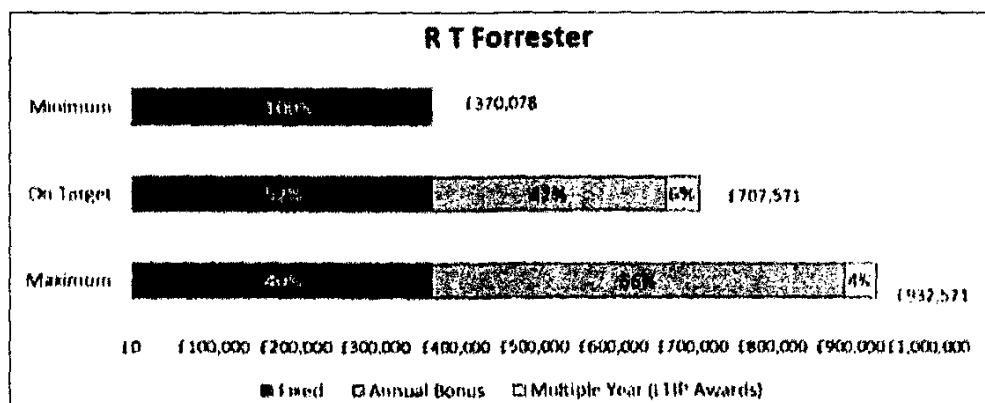 R T Forrester
Minimum 100% £370,078
On Target 52% 42% 6% £707,571
Maximum 40% 56% 4% £932,571
£0 £100,000 £200,000 £300,000 £400,000 £500,000 £600,000 £700,000 £800,000 £900,000 £1,000,000
Fixed Annual Bonus Multiple Year (LTIP Awards)